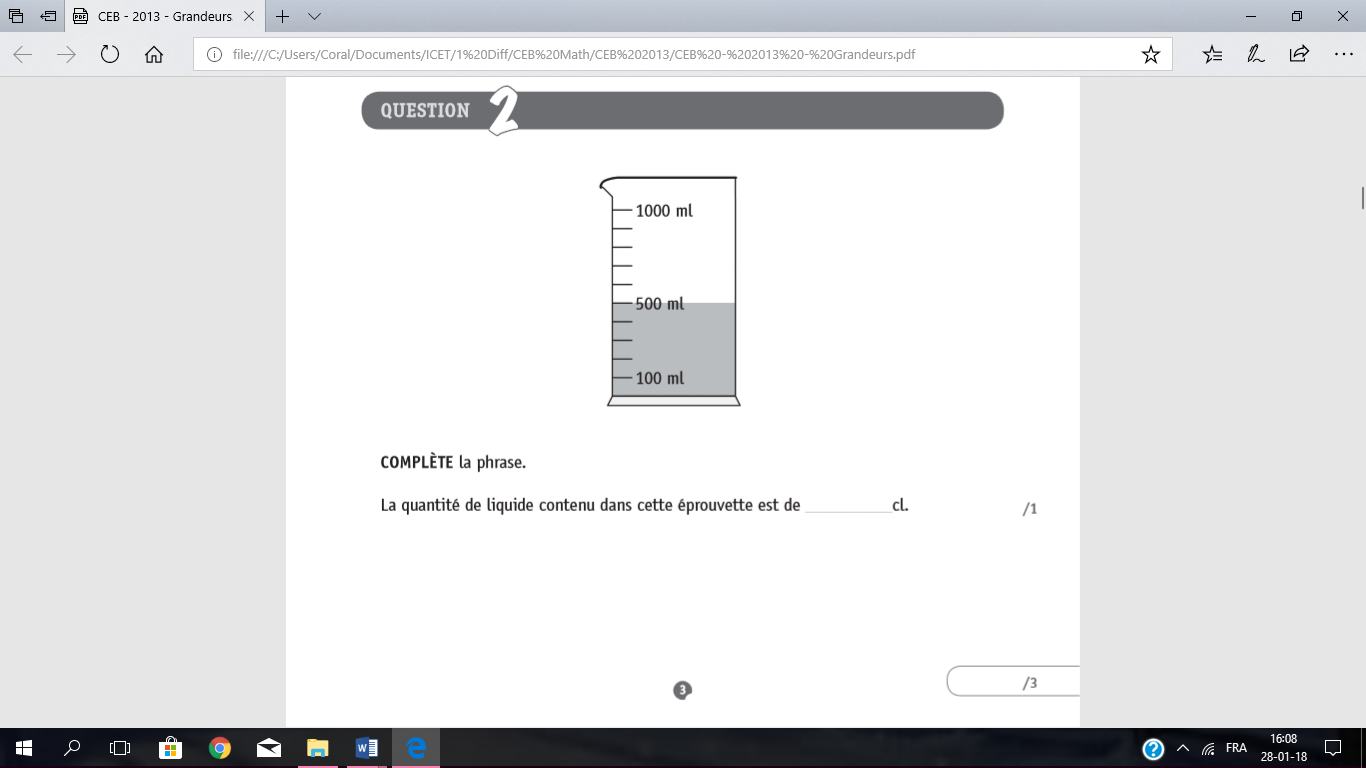 CEB - 2013 - Grandeurs
file:///C:/Users/Coral/Documents/ICET/1%20Diff/CEB%20Math/CEB%202013/CEB%20-%202013%20-%20Grandeurs.pdf
QUESTION 2
1000 ml
500 ml
100 ml
COMPLÈTE la phrase.
La quantité de liquide contenu dans cette éprouvette est de __________cl. /1
3
/3
FRA
16:08
28-01-18